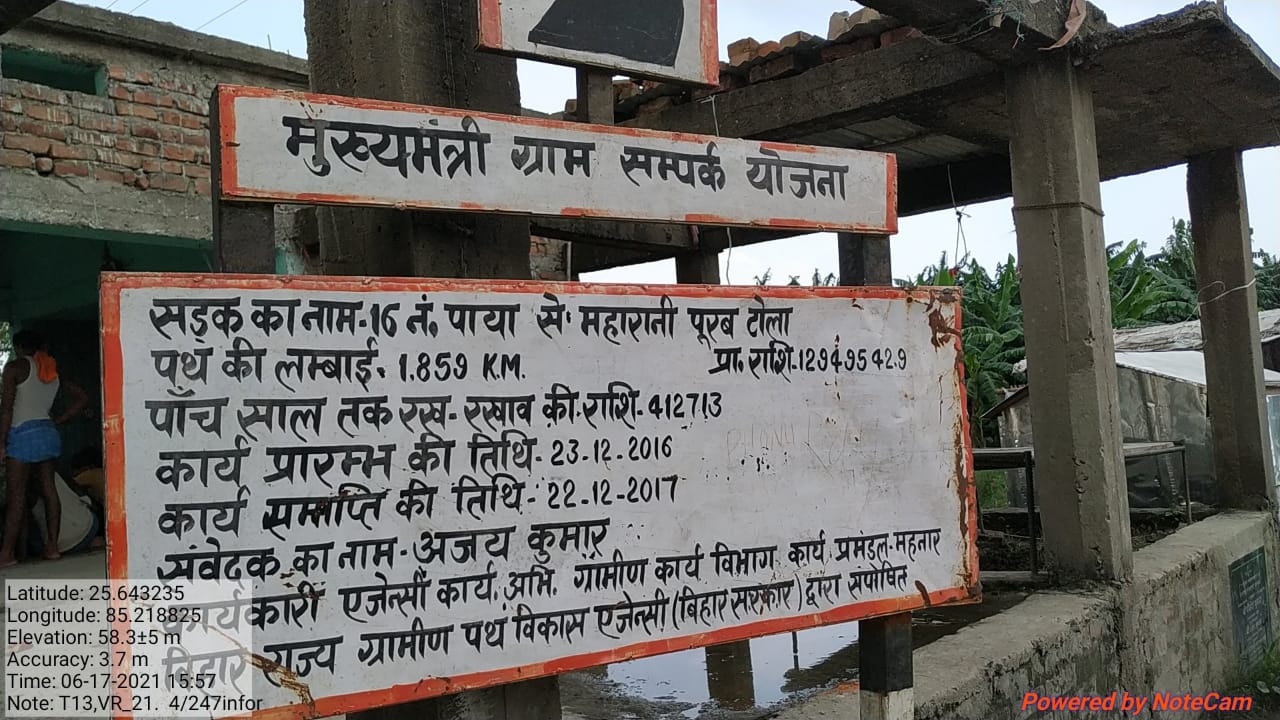 मुख्यमंत्री ग्राम सम्पर्क योजना
सड़क का नाम-16 नं. पाया से महारानी पूरब टोला
पथ की लम्बाई- 1.859 K.M. प्रा. राशि-12949542.9
पाँच साल तक रख-रखाव की राशि-412713
कार्य प्रारम्भ की तिथि-23-12-2016
कार्य समाप्ति की तिथि-22-12-2017
संवेदक का नाम-अजय कुमार
कार्यकारी एजेन्सी कार्य. अभि. ग्रामीण कार्य विभाग कार्य प्रमंडल-महनार
बिहार राज्य ग्रामीण पथ विकास एजेन्सी (बिहार सरकार) द्वारा संपोषित
Latitude: 25.643235
Longitude: 85.218825
Elevation: 58.3±5 m
Accuracy: 3.7 m
Time: 06-17-2021 15:57
Note: T13,VR_21. 4/247infor
Powered by NoteCam